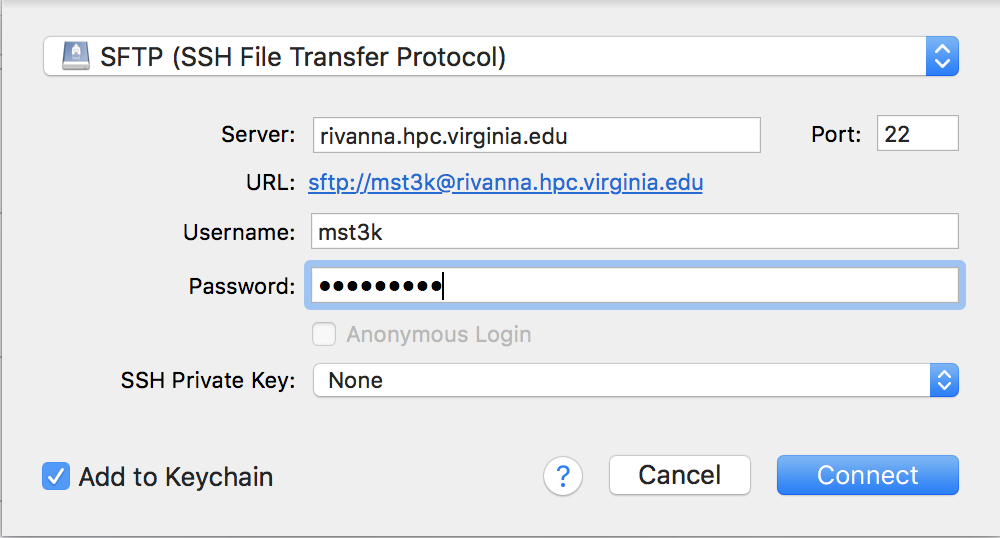 SFTP (SSH File Transfer Protocol)
Server: rivanna.hpc.virginia.edu Port: 22
URL: sftp://mst3k@rivanna.hpc.virginia.edu
Username: mst3k
Password: •••••••••
Anonymous Login
SSH Private Key: None
Add to Keychain ? Cancel Connect